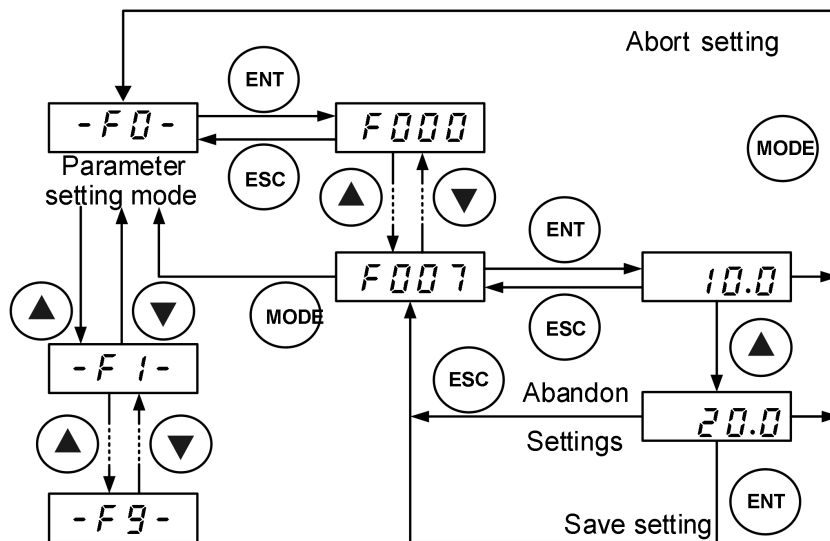 Abort setting
ENT
-F0-
F000
Parameter
setting mode
ESC
MODE
ENT
F007
10.0
MODE
ESC
-F1-
ESC
Abandon
20.0
Settings
ENT
-F9-
Save setting